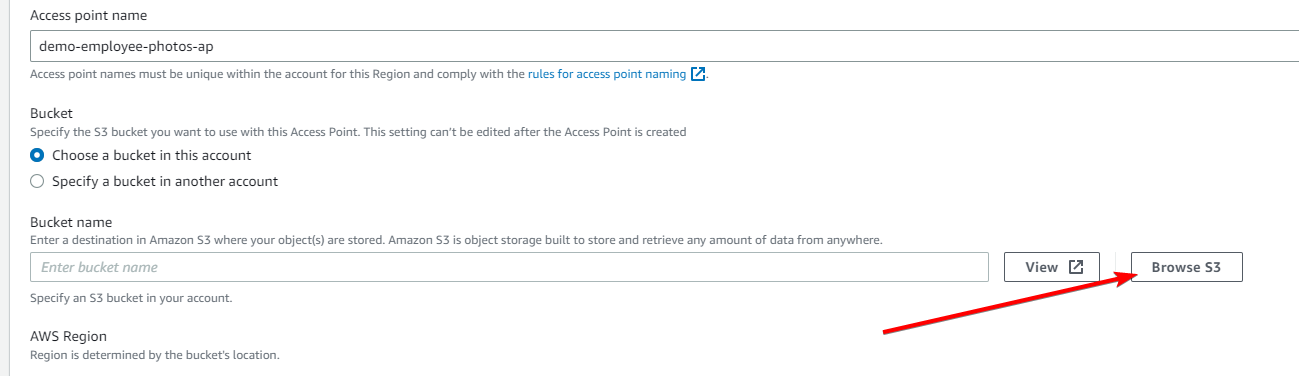 Access point name
demo-employee-photos-ap
Access point names must be unique within the account for this Region and comply with the rules for access point naming.
Bucket
Specify the S3 bucket you want to use with this Access Point. This setting can't be edited after the Access Point is created
Choose a bucket in this account
Specify a bucket in another account
Bucket name
Enter a destination in Amazon S3 where your object(s) are stored. Amazon S3 is object storage built to store and retrieve any amount of data from anywhere.
Enter bucket name View Browse S3
Specify an S3 bucket in your account.
AWS Region
Region is determined by the bucket's location.